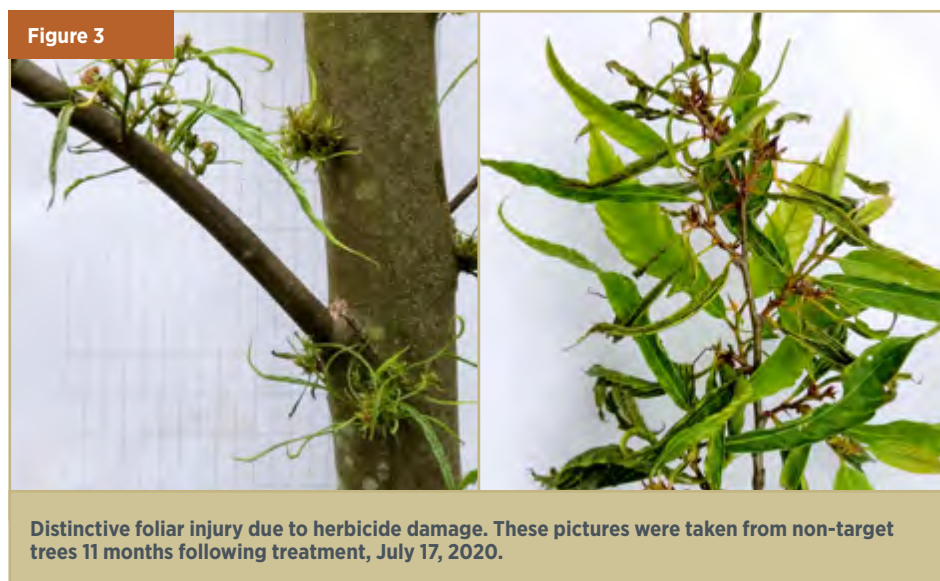 Figure 3
Distinctive foliar injury due to herbicide damage. These pictures were taken from non-target
trees 11 months following treatment, July 17, 2020.